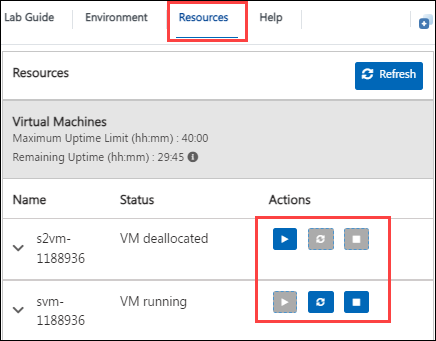 Lab Guide Environment Resources Help
Resources Refresh
Virtual Machines
Maximum Uptime Limit (hh:mm) : 40:00
Remaining Uptime (hh:mm) : 29:45
Name Status Actions
s2vm-
1188936
VM deallocated
svm-
1188936
VM running